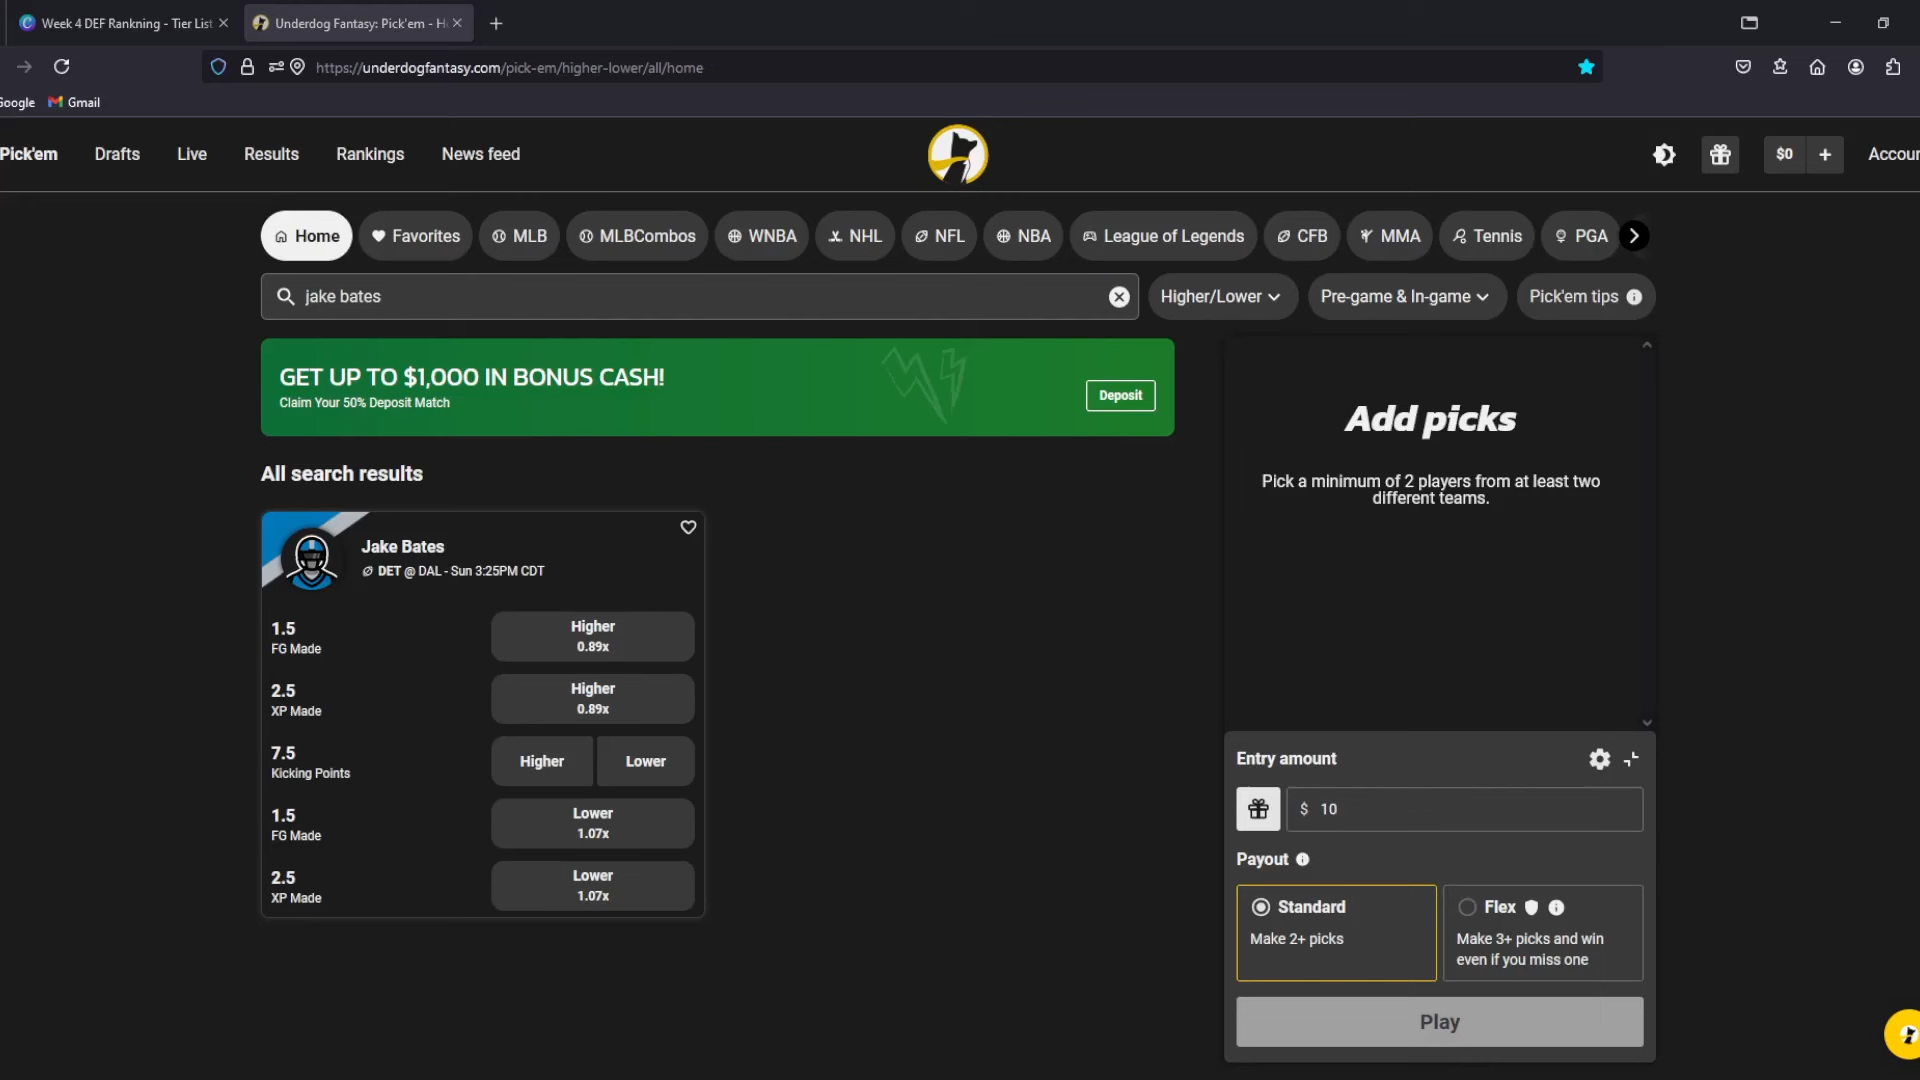 Week 4 DEF Rankning - Tier List
Underdog Fantasy: Pick'em - H
https://underdogfantasy.com/pick-em/higher-lower/all/home
Google
Gmail
Pick'em
Drafts
Live
Results
Rankings
News feed
$0
+
Accoun
Home
Favorites
MLB
MLBCombos
WNBA
NHL
NFL
NBA
League of Legends
CFB
MMA
Tennis
PGA
jake bates
Higher/Lower
Pre-game & In-game
Pick'em tips
GET UP TO $1,000 IN BONUS CASH!
Claim Your 50% Deposit Match
Deposit
All search results
Jake Bates
DET @ DAL - Sun 3:25PM CDT
1.5
FG Made
Higher
0.89x
2.5
XP Made
Higher
0.89x
7.5
Kicking Points
Higher
Lower
1.5
FG Made
Lower
1.07x
2.5
XP Made
Lower
1.07x
Add picks
Pick a minimum of 2 players from at least two
different teams.
Entry amount
$ 10
Payout
Standard
Make 2+ picks
Flex
Make 3+ picks and win
even if you miss one
Play